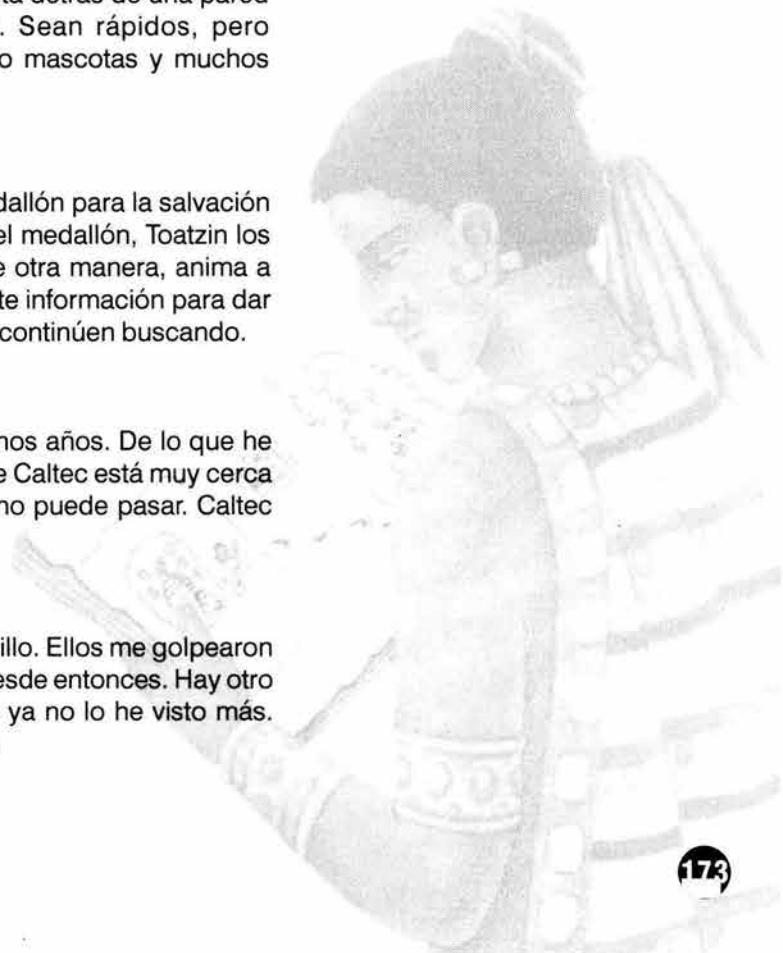 detrás de una pared
. Sean rápidos, pero
o mascotas y muchos
dallón para la salvación
el medallón, Toatzin los
e otra manera, anima a
te información para dar
continúen buscando.
nos años. De lo que he
e Caltec está muy cerca
no puede pasar. Caltec
illo. Ellos me golpearon
esde entonces. Hay otro
ya no lo he visto más.
173